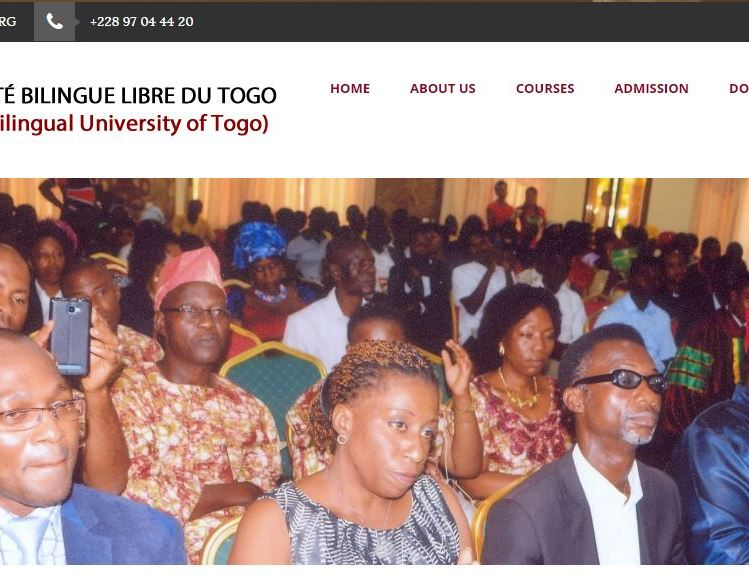 RG
+228 97 04 44 20
TÉ BILINGUE LIBRE DU TOGO
ilingual University of Togo)
HOME ABOUT US COURSES ADMISSION DO